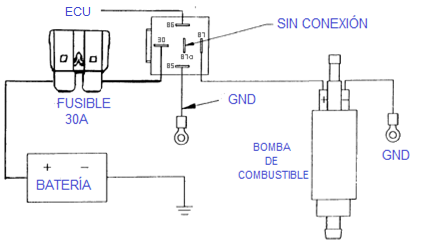 ECU
SIN CONEXIÓN
86
30
87
87a
85
FUSIBLE
30A
GND
+
-
BATERÍA
BOMBA
DE
COMBUSTIBLE
+
-
GND